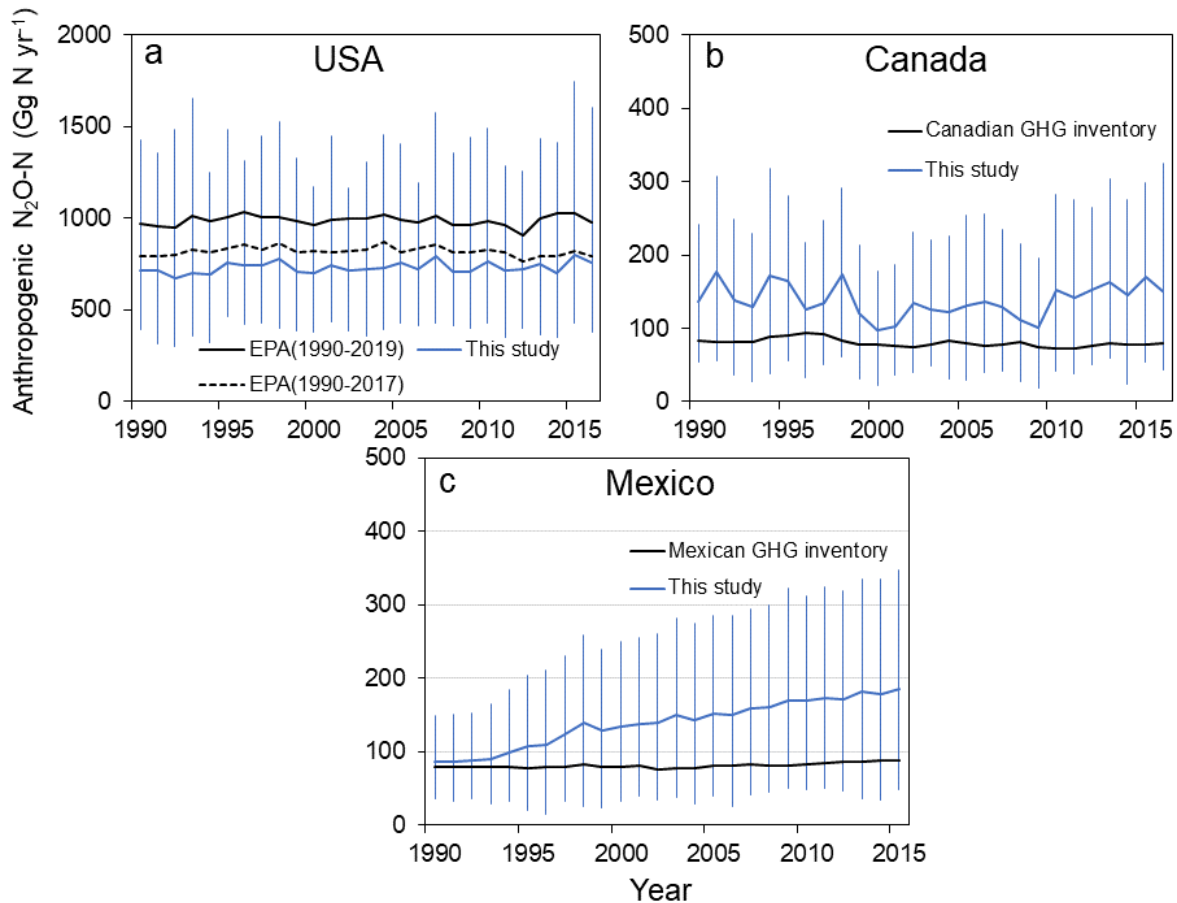 Anthropogenic N₂O-N (Gg N yr⁻¹)
a
USA
2000
1500
1000
500
0
EPA(1990-2019)
This study
EPA(1990-2017)
1990 1995 2000 2005 2010 2015
b
Canada
500
400
300
200
100
0
Canadian GHG inventory
This study
1990 1995 2000 2005 2010 2015
c
Mexico
500
400
300
200
100
0
Mexican GHG inventory
This study
1990 1995 2000 2005 2010 2015
Year